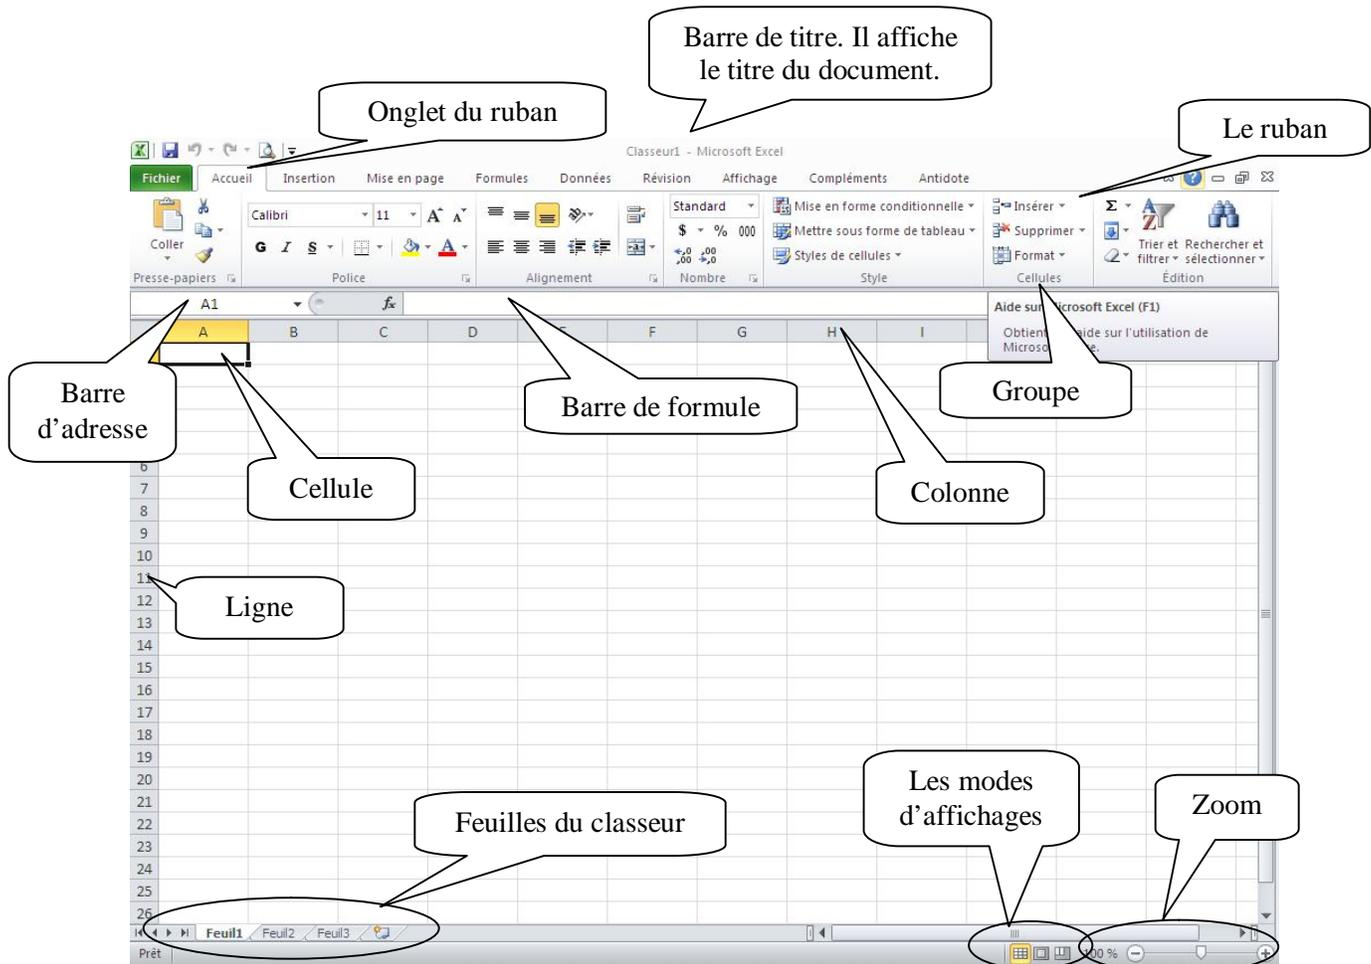 Barre de titre. Il affiche
le titre du document.
Onglet du ruban
Le ruban
Classeur1 - Microsoft Excel
Fichier Accueil Insertion Mise en page Formules Données Révision Affichage Compléments Antidote
Calibri 11 Standard Mise en forme conditionnelle Insérer Σ
Coller G I S A $ % 000 Mettre sous forme de tableau Supprimer Trier et Rechercher et
Styles de cellules Format filtrer sélectionner
Presse-papiers Police Alignement Nombre Style Cellules Édition
A1 fx
Aide sur Microsoft Excel (F1)
A B C D F G H I
aide sur l'utilisation de
Barre
d'adresse
Barre de formule
Groupe
Cellule
Colonne
6
7
8
9
10
11
12
13
14
15
16
17
18
19
20
21
22
23
24
25
26
Ligne
Les modes
d'affichages
Zoom
Feuilles du classeur
Feuil1 Feuil2 Feuil3
Prêt 100 %